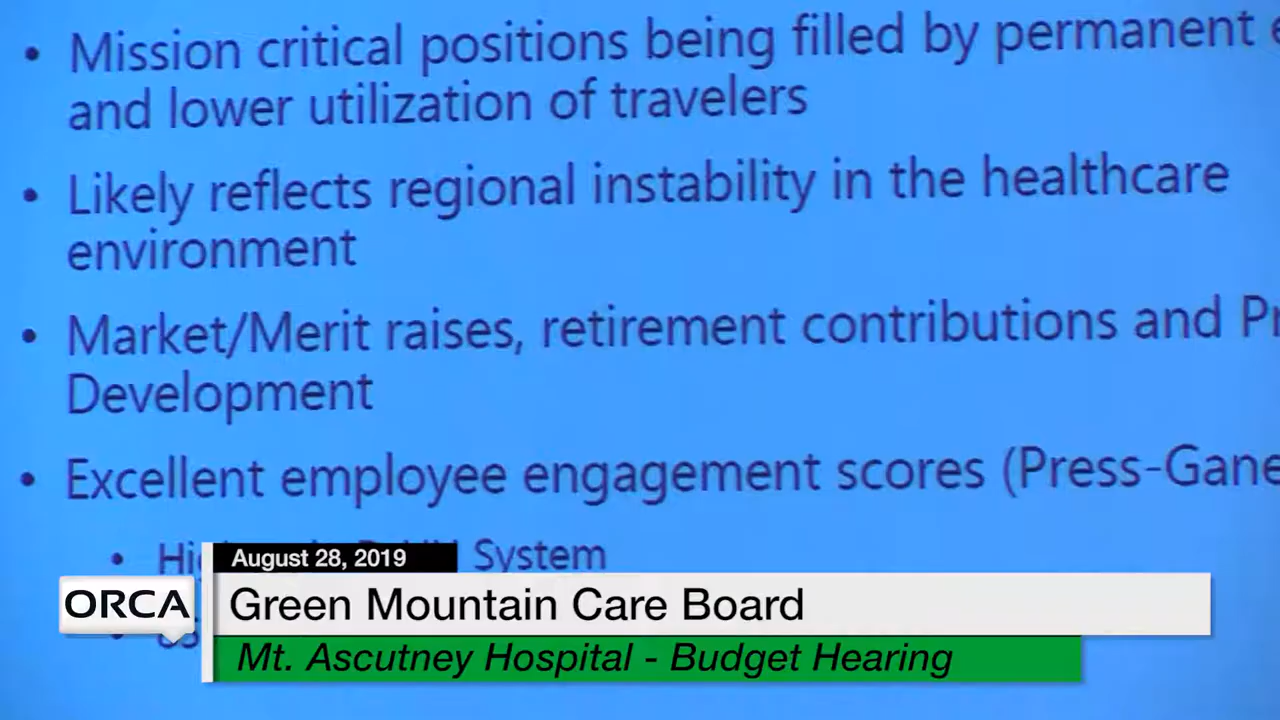 • Mission critical positions being filled by permanent
and lower utilization of travelers
• Likely reflects regional instability in the healthcare
environment
• Market/Merit raises, retirement contributions and
Development
• Excellent employee engagement scores (Press-Gane
• System
August 28, 2019
ORCA
Green Mountain Care Board
Mt. Ascutney Hospital - Budget Hearing